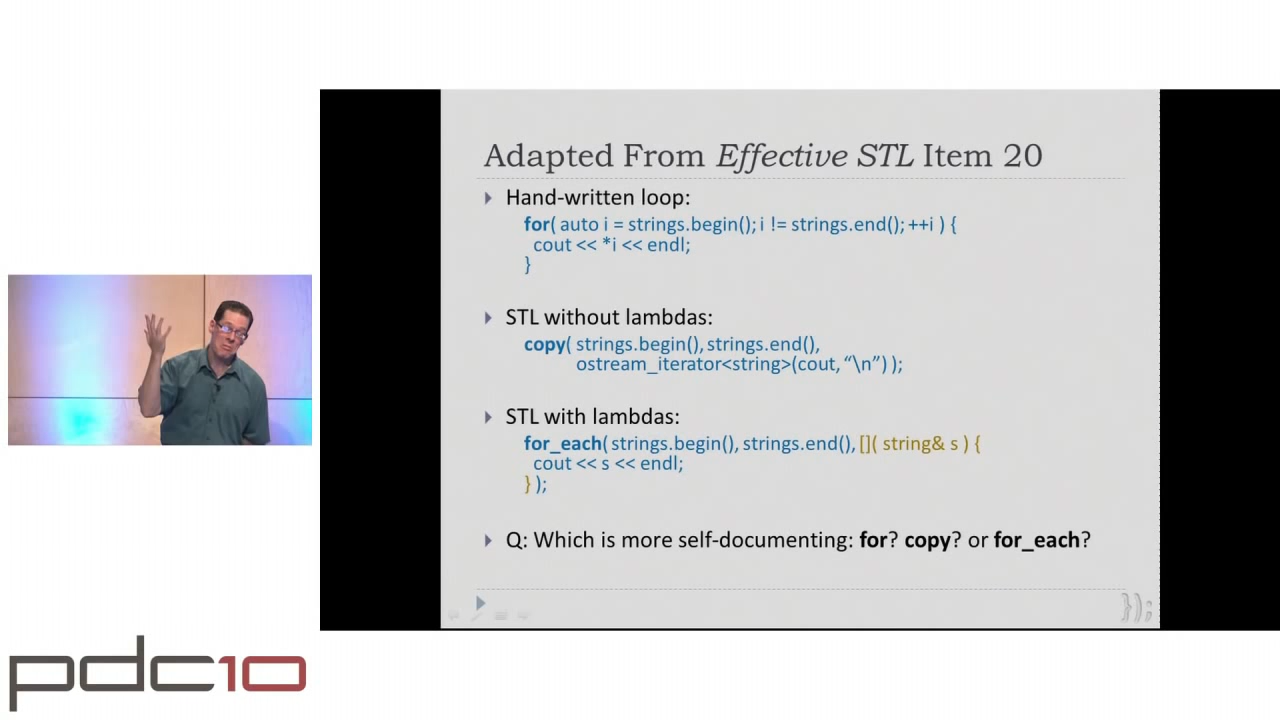 Adapted From Effective STL Item 20
Hand-written loop:
for( auto i = strings.begin(); i != strings.end(); ++i ) {
cout << *i << endl;
}
STL without lambdas:
copy( strings.begin(), strings.end(),
ostream_iterator<string>(cout, “\n”) );
STL with lambdas:
for_each( strings.begin(), strings.end(), []( string& s ) {
cout << s << endl;
} );
Q: Which is more self-documenting: for? copy? or for_each?
});
pdc10